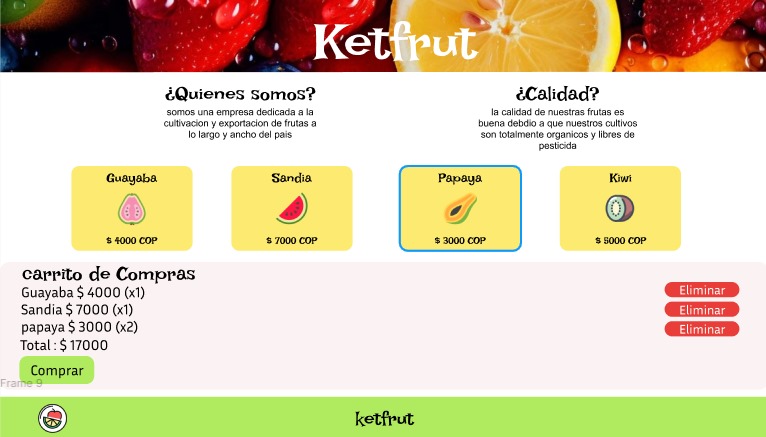 Ketfrut
¿Quienes somos?
somos una empresa dedicada a la
cultivacion y exportacion de frutas a
lo largo y ancho del pais
¿Calidad?
la calidad de nuestras frutas es
buena debdio a que nuestros cultivos
son totalmente organicos y libres de
pesticida
Guayaba
$ 4000 COP
Sandia
$ 7000 COP
Papaya
$ 3000 COP
Kiwi
$ 5000 COP
carrito de Compras
Guayaba $ 4000 (x1)
Eliminar
Sandia $ 7000 (x1)
Eliminar
papaya $ 3000 (x2)
Eliminar
Total : $ 17000
Comprar
Frame 9
ketfrut